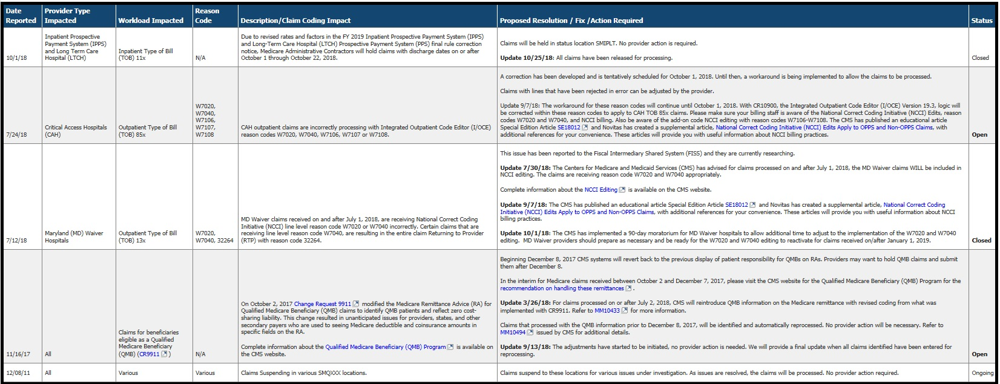 Date Reported
Provider Type Impacted
Workload Impacted
Reason Code
Description/Claim Coding Impact
Proposed Resolution / Fix /Action Required
Status
10/1/18
Inpatient Prospective
Payment System (IPPS)
and Long Term Care
Hospital (LTCH)
Inpatient Type of Bill
(TOB) 11x
N/A
Due to revised rates and factors in the FY 2019 Inpatient Prospective Payment System (IPPS)
and Long-Term Care Hospital (LTCH) Prospective Payment System (PPS) final rule correction
notice, Medicare Administrative Contractors will hold claims with discharge dates on or after
October 1 through October 22, 2018.
Claims will be held in status location SMIPLT. No provider action is required.
Update 10/25/18: All claims have been released for processing.
Closed
7/24/18
Critical Access Hospitals
(CAH)
Outpatient Type of Bill
(TOB) 85x
W7020,
W7040,
W7106,
W7107,
W7108
CAH outpatient claims are incorrectly processing with Integrated Outpatient Code Editor (I/OCE)
reason codes W7020, W7040, W7106, W7107 or W7108.
A correction has been developed and is tentatively scheduled for October 1, 2018. Until then, a workaround is being implemented to allow the claims to be processed.
Claims with lines that have been rejected in error can be adjusted by the provider.
Update 9/7/18: The workaround for these reason codes will continue until October 1, 2018. With CR10900, the Integrated Outpatient Code Editor (I/OCE) Version 19.3, logic will
be corrected within these reason codes to apply to CAH TOB 85x claims. Please make sure your billing staff is aware of the National Correct Coding Initiative (NCCI) Edits, reason
codes W7020 and W7040, and NCCI billing. Also be aware of the add-on code NCCI editing with reason codes W7106-W7108. The CMS has published an educational article
Special Edition Article SE18012 and Novitas has created a supplemental article, National Correct Coding Initiative (NCCI) Edits Apply to OPPS and Non-OPPS Claims, with
additional references for your convenience. These articles will provide you with useful information about NCCI billing practices.
Open
7/12/18
Maryland (MD) Waiver
Hospitals
Outpatient Type of Bill
(TOB) 13x
W7020,
W7040, 32264
MD Waiver claims received on and after July 1, 2018, are receiving National Correct Coding
Initiative (NCCI) line level reason code W7020 or W7040 incorrectly. Certain claims that are
receiving line level reason code W7040, are resulting in the entire claim Returning to Provider
(RTP) with reason code 32264.
This issue has been reported to the Fiscal Intermediary Shared System (FISS) and they are currently researching.
Update 7/30/18: The Centers for Medicare and Medicaid Services (CMS) has advised for claims processed on and after July 1, 2018, the MD Waiver claims WILL be included in
NCCI editing. The claims are receiving reason code W7020 and W7040 appropriately.
Complete information about the NCCI Editing is available on the CMS website.
Update 9/7/18: The CMS has published an educational article Special Edition Article SE18012 and Novitas has created a supplemental article, National Correct Coding
Initiative (NCCI) Edits Apply to OPPS and Non-OPPS Claims, with additional references for your convenience. These articles will provide you with useful information about NCCI
billing practices.
Update 10/1/18: The CMS has implemented a 90-day moratorium for MD Waiver hospitals to allow additional time to adjust to the implementation of the W7020 and W7040
editing. MD Waiver providers should prepare as necessary and be ready for the W7020 and W7040 editing to reactivate for claims received on/after January 1, 2019.
Closed
11/16/17
All
Claims for beneficiaries
eligible as a Qualified
Medicare Beneficiary
(QMB) (CR9911 )
N/A
On October 2, 2017 Change Request 9911 modified the Medicare Remittance Advice (RA) for
Qualified Medicare Beneficiary (QMB) claims to identify QMB patients and reflect zero cost-
sharing liability. This change resulted in unanticipated issues for providers, states, and other
secondary payers who are used to seeing Medicare deductible and coinsurance amounts in
specific fields on the RA.
Complete information about the Qualified Medicare Beneficiary (QMB) Program is available on
the CMS website.
Beginning December 8, 2017 CMS systems will revert back to the previous display of patient responsibility for QMBs on RAs. Providers may want to hold QMB claims and submit
them after December 8.
In the interim for Medicare claims received between October 2 and December 7, 2017, please visit the CMS website for the Qualified Medicare Beneficiary (QMB) Program for the
recommendation on handling these remittances .
Update 3/26/18: For claims processed on or after July 2, 2018, CMS will reintroduce QMB information on the Medicare remittance with revised coding from what was
implemented with CR9911. Refer to MM10433 for more information.
Claims that processed with the QMB information prior to December 8, 2017, will be identified and automatically reprocessed. No provider action will be necessary. Refer to
MM10494 issued by CMS for additional details.
Update 9/13/18: The adjustments have started to be initiated, no provider action is needed. We will provide a final update when all claims identified have been entered for
reprocessing.
Open
12/08/11
All
Various
Various
Claims Suspending in various SMQXXX locations.
Claims suspend to these locations for various issues under investigation. As issues are resolved, the claims will be processed. No provider action required.
Ongoing